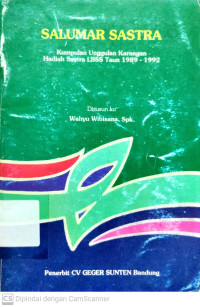 SALUMAR SASTRA
Kumpulan Unggulan Karangan
Hadiah Sastra LBSS Taun 1989 - 1992
Disusun ku
Wahyu Wibisana, Spk.
Penerbit CV GEGER SUNTEN Bandung
CS Dipindai dengan CamScanner